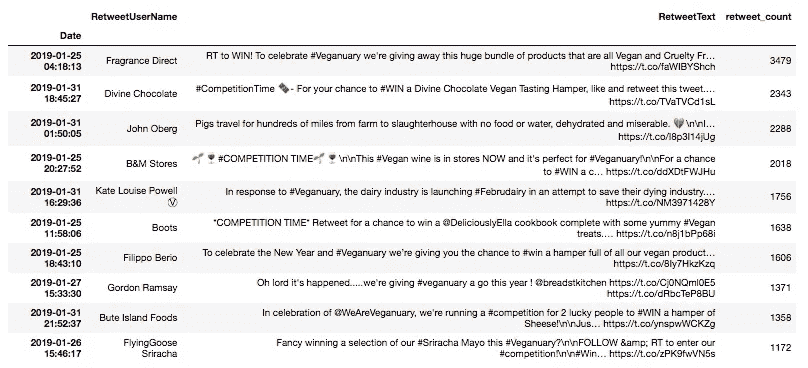 RetweetUserName RetweetText retweet_count
Date
2019-01-25 04:18:13 Fragrance Direct RT to WIN! To celebrate #Veganuary we're giving away this huge bundle of products that are all Vegan and Cruelty Fr… https://t.co/faWIBYShch 3479
2019-01-31 18:45:27 Divine Chocolate #CompetitionTime 🍫- For your chance to #WIN a Divine Chocolate Vegan Tasting Hamper, like and retweet this tweet.… https://t.co/TVaTVCd1sL 2343
2019-01-31 01:50:05 John Oberg Pigs travel for hundreds of miles from farm to slaughterhouse with no food or water, dehydrated and miserable. 💔\n\nI… https://t.co/I8p3I14jUg 2288
2019-01-25 20:27:52 B&M Stores 🌱🍷#COMPETITION TIME🌱🍷\n\nThis #Vegan wine is in stores NOW and it's perfect for #Veganuary!\n\nFor a chance to #WIN a c… https://t.co/ddXDtFWJHu 2018
2019-01-31 16:29:36 Kate Louise Powell Ⓥ In response to #Veganuary, the dairy industry is launching #Februdairy in an attempt to save their dying industry.… https://t.co/NM3971428Y 1756
2019-01-25 11:58:06 Boots *COMPETITION TIME* Retweet for a chance to win a @DeliciouslyElla cookbook complete with some yummy #Vegan treats.… https://t.co/n8j1bPp68i 1638
2019-01-25 18:43:10 Filippo Berio To celebrate the New Year and #Veganuary we're giving you the chance to #win a hamper full of all our vegan product… https://t.co/8Iy7HkzKzq 1606
2019-01-27 15:33:30 Gordon Ramsay Oh lord it's happened.....we're giving #veganuary a go this year ! @breadstkitchen https://t.co/Cj0NQmI0E5 https://t.co/dRbcTeP8BU 1371
2019-01-31 21:52:37 Bute Island Foods In celebration of @WeAreVeganuary, we're running a #competition for 2 lucky people to #WIN a hamper of Sheese!\n\nJus… https://t.co/ynspwWCKZg 1358
2019-01-26 15:46:17 FlyingGoose Sriracha Fancy winning a selection of our #Sriracha Mayo this #Veganuary?\n\nFOLLOW &amp; RT to enter our #competition!\n\n#Win… https://t.co/zPK9fwVN5s 1172